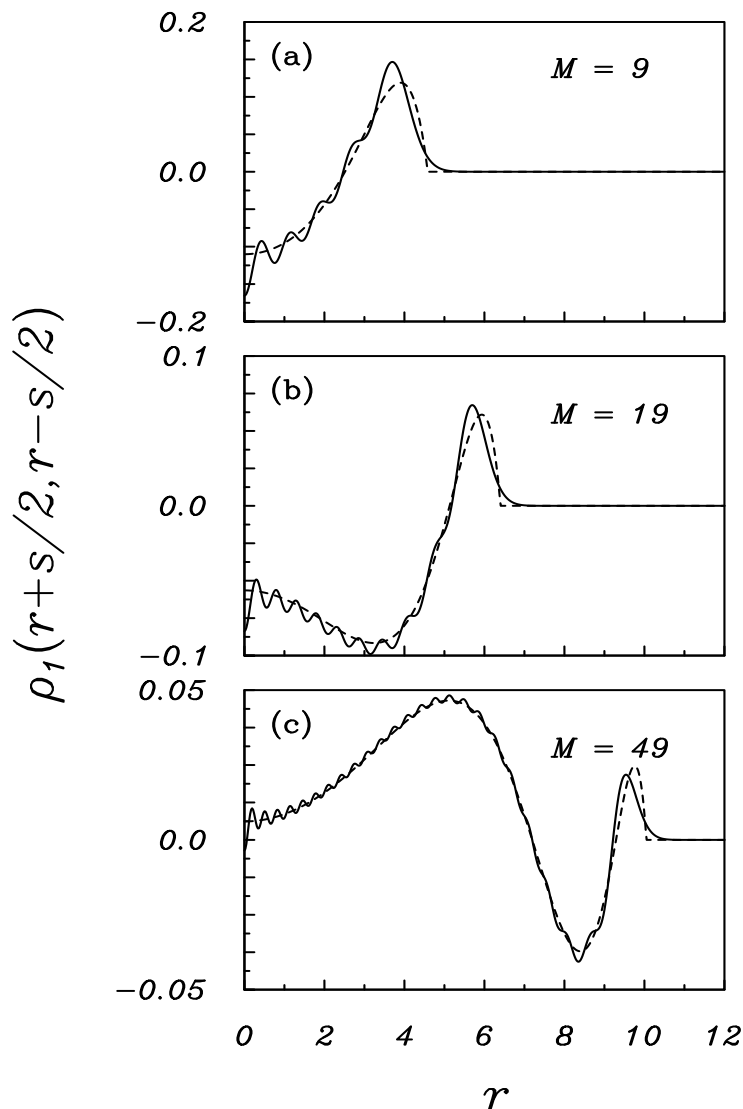 ρ₁(r+s/2,r−s/2)
0.2
(a)
M = 9
0.0
−0.2
0.1
(b)
M = 19
0.0
−0.1
0.05
(c)
M = 49
0.0
−0.05
0 2 4 6 8 10 12
r